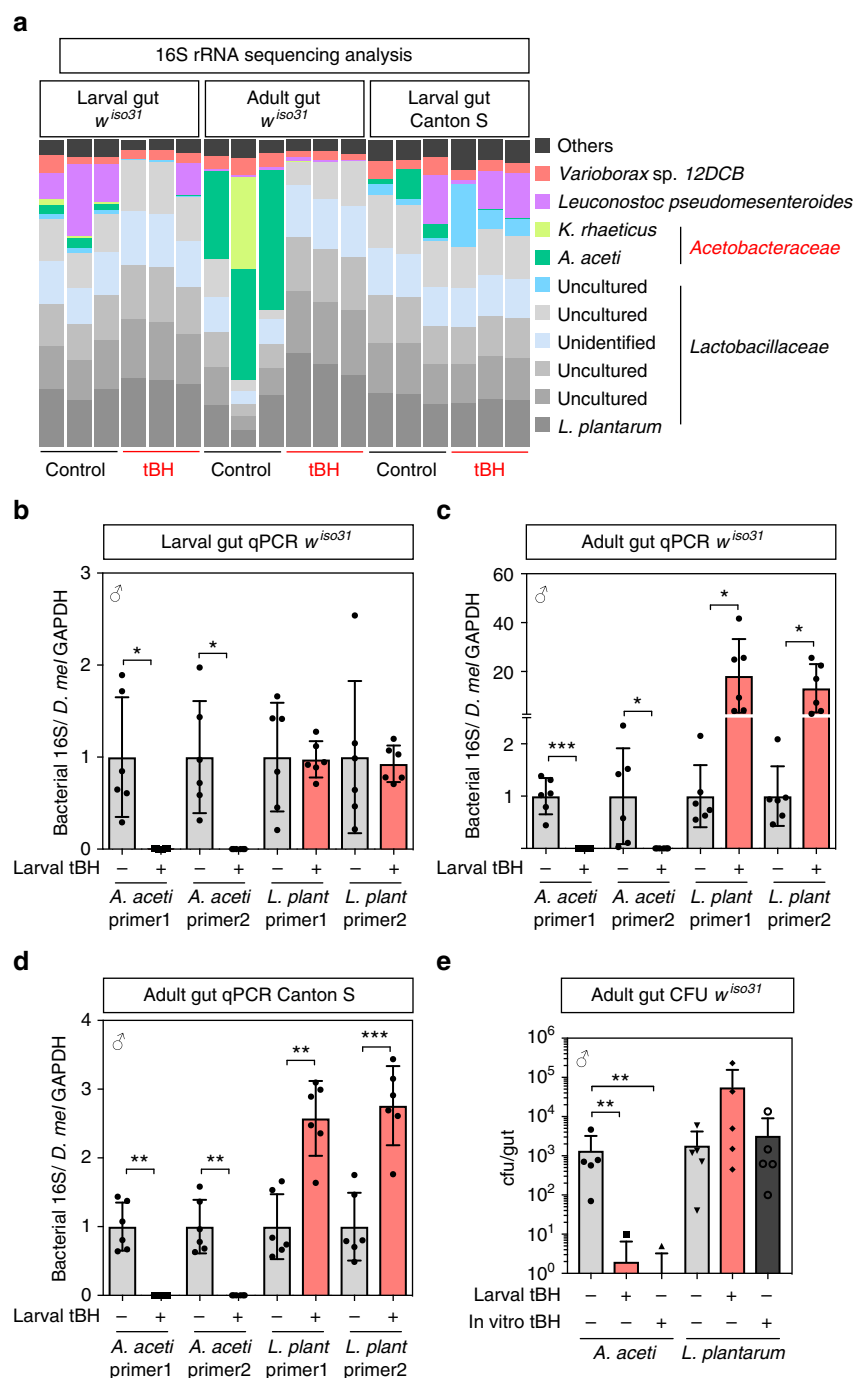 a
16S rRNA sequencing analysis
Larval gut
w^iso31
Adult gut
w^iso31
Larval gut
Canton S
Others
Varioborax sp. 12DCB
Leuconostoc pseudomesenteroides
K. rhaeticus
A. aceti
Acetobacteraceae
Uncultured
Uncultured
Unidentified
Lactobacillaceae
Uncultured
Uncultured
L. plantarum
Control
tBH
Control
tBH
Control
tBH
b
Larval gut qPCR w^iso31
Bacterial 16S/ D. mel GAPDH
3
2
1
0
♂
*
*
Larval tBH
– + – + – + – +
A. aceti primer1
A. aceti primer2
L. plant primer1
L. plant primer2
c
Adult gut qPCR w^iso31
Bacterial 16S/ D. mel GAPDH
60
40
20
2
1
♂
***
*
*
*
Larval tBH
– + – + – + – +
A. aceti primer1
A. aceti primer2
L. plant primer1
L. plant primer2
d
Adult gut qPCR Canton S
Bacterial 16S/ D. mel GAPDH
4
3
2
1
0
♂
**
**
**
***
Larval tBH
– + – + – + – +
A. aceti primer1
A. aceti primer2
L. plant primer1
L. plant primer2
e
Adult gut CFU w^iso31
cfu/gut
10^6
10^5
10^4
10^3
10^2
10^1
10^0
♂
**
**
Larval tBH – + – + 
In vitro tBH – + – +
A. aceti
L. plantarum